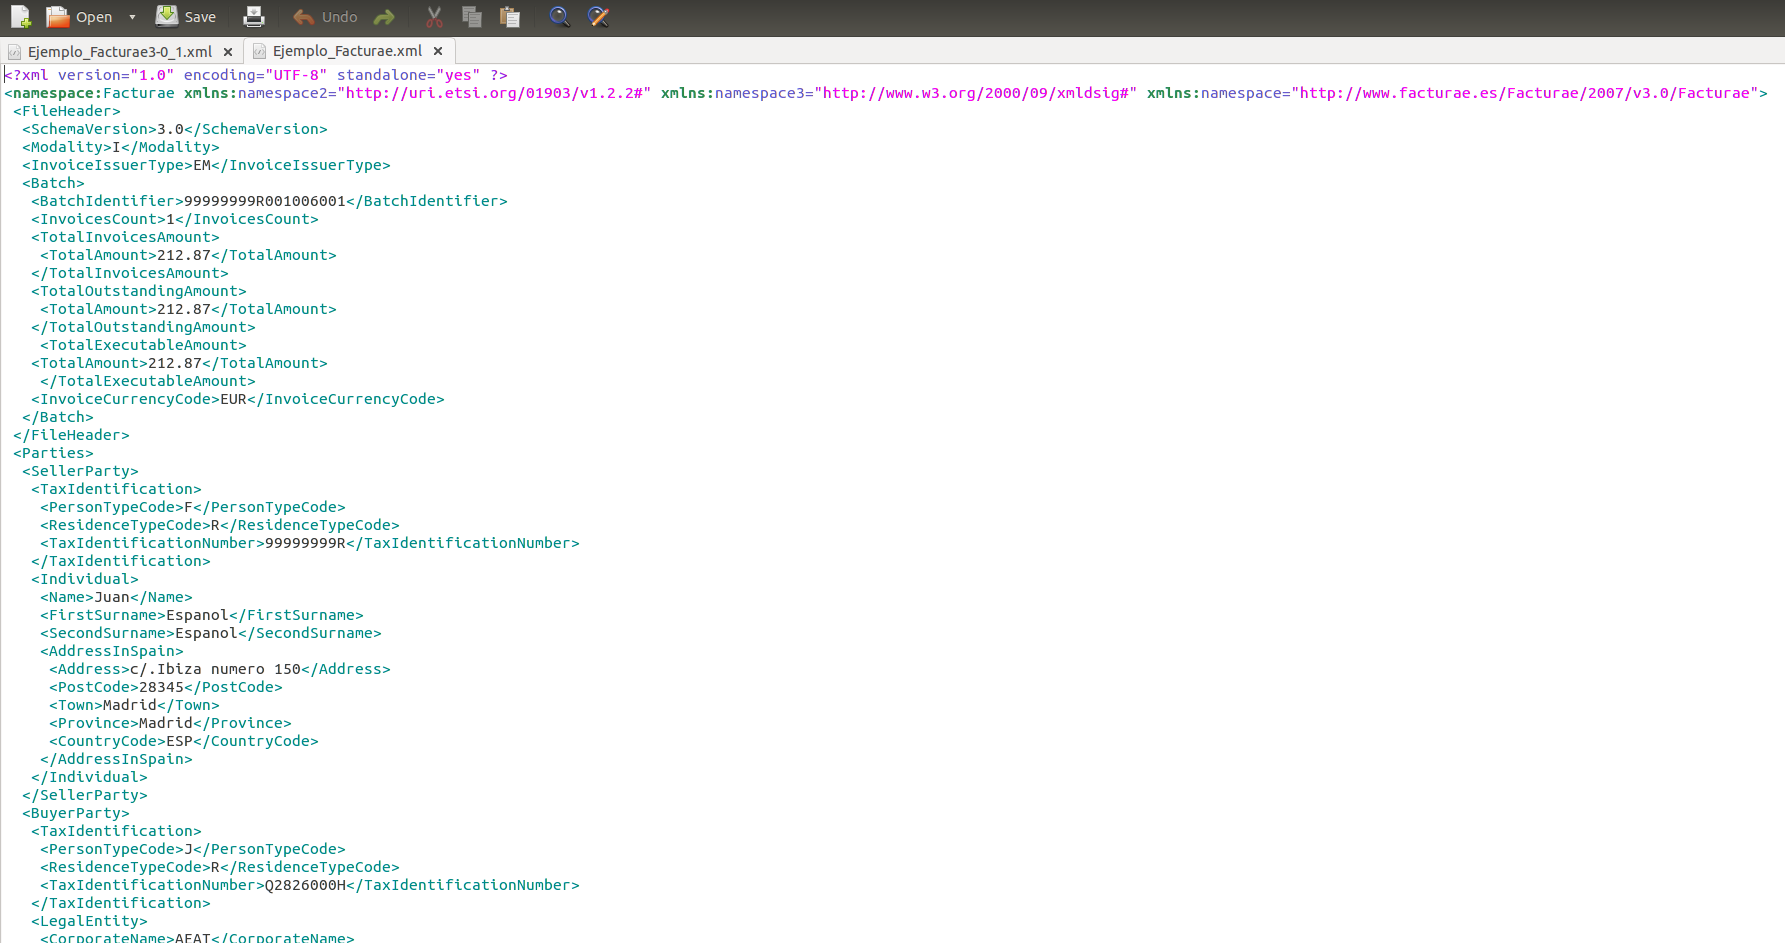 Open Save Undo
Ejemplo_Facturae3-0_1.xml Ejemplo_Facturae.xml
<?xml version="1.0" encoding="UTF-8" standalone="yes" ?>
<namespace:Facturae xmlns:namespace2="http://uri.etsi.org/01903/v1.2.2#" xmlns:namespace3="http://www.w3.org/2000/09/xmldsig#" xmlns:namespace="http://www.facturae.es/Facturae/2007/v3.0/Facturae">
<FileHeader>
<SchemaVersion>3.0</SchemaVersion>
<Modality>I</Modality>
<InvoiceIssuerType>EM</InvoiceIssuerType>
<Batch>
<BatchIdentifier>99999999R001006001</BatchIdentifier>
<InvoicesCount>1</InvoicesCount>
<TotalInvoicesAmount>
<TotalAmount>212.87</TotalAmount>
</TotalInvoicesAmount>
<TotalOutstandingAmount>
<TotalAmount>212.87</TotalAmount>
</TotalOutstandingAmount>
<TotalExecutableAmount>
<TotalAmount>212.87</TotalAmount>
</TotalExecutableAmount>
<InvoiceCurrencyCode>EUR</InvoiceCurrencyCode>
</Batch>
</FileHeader>
<Parties>
<SellerParty>
<TaxIdentification>
<PersonTypeCode>F</PersonTypeCode>
<ResidenceTypeCode>R</ResidenceTypeCode>
<TaxIdentificationNumber>99999999R</TaxIdentificationNumber>
</TaxIdentification>
<Individual>
<Name>Juan</Name>
<FirstSurname>Espanol</FirstSurname>
<SecondSurname>Espanol</SecondSurname>
<AddressInSpain>
<Address>c/.Ibiza numero 150</Address>
<PostCode>28345</PostCode>
<Town>Madrid</Town>
<Province>Madrid</Province>
<CountryCode>ESP</CountryCode>
</AddressInSpain>
</Individual>
</SellerParty>
<BuyerParty>
<TaxIdentification>
<PersonTypeCode>J</PersonTypeCode>
<ResidenceTypeCode>R</ResidenceTypeCode>
<TaxIdentificationNumber>Q2826000H</TaxIdentificationNumber>
</TaxIdentification>
<LegalEntity>
<CorporateName>AEAT</CorporateName>